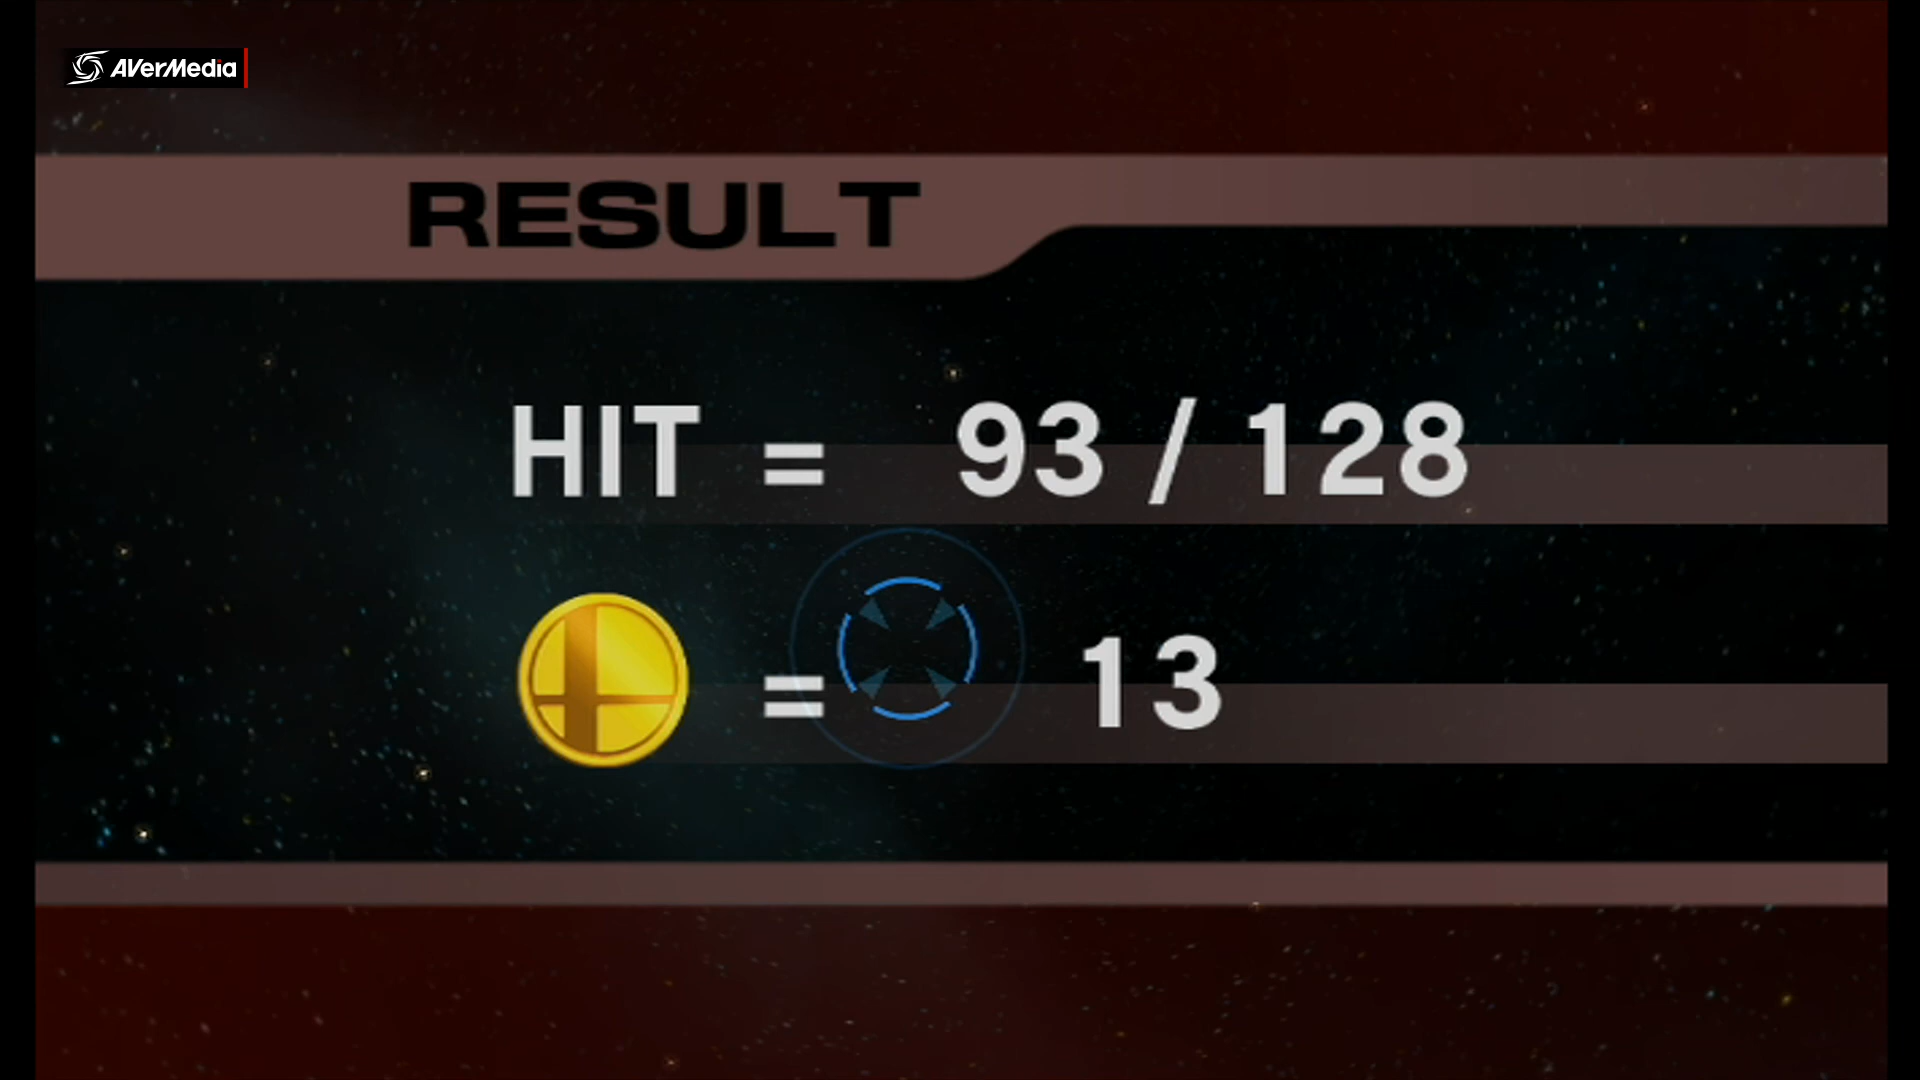 AVerMedia
RESULT
HIT = 93 / 128
= 13